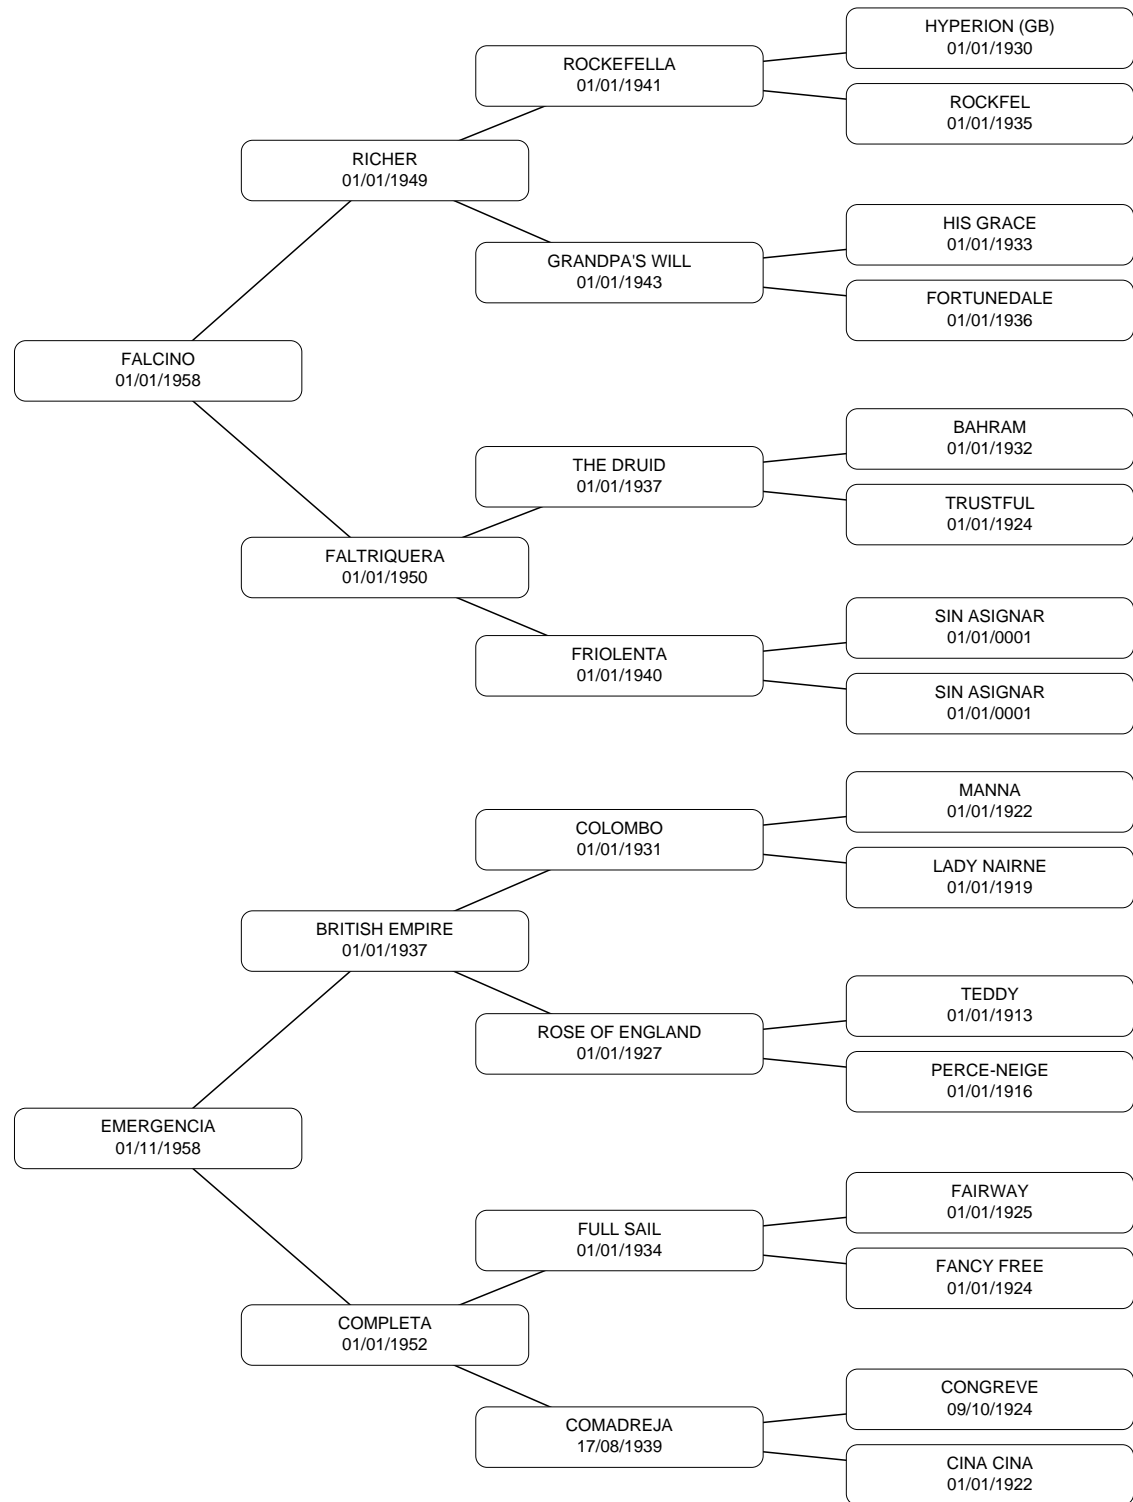 HYPERION (GB)
01/01/1930
ROCKEFELLA
01/01/1941
ROCKFEL
01/01/1935
RICHER
01/01/1949
HIS GRACE
01/01/1933
GRANDPA'S WILL
01/01/1943
FORTUNEDALE
01/01/1936
FALCINO
01/01/1958
BAHRAM
01/01/1932
THE DRUID
01/01/1937
TRUSTFUL
01/01/1924
FALTRIQUERA
01/01/1950
SIN ASIGNAR
01/01/0001
FRIOLENTA
01/01/1940
SIN ASIGNAR
01/01/0001
MANNA
01/01/1922
COLOMBO
01/01/1931
LADY NAIRNE
01/01/1919
BRITISH EMPIRE
01/01/1937
TEDDY
01/01/1913
ROSE OF ENGLAND
01/01/1927
PERCE-NEIGE
01/01/1916
EMERGENCIA
01/11/1958
FAIRWAY
01/01/1925
FULL SAIL
01/01/1934
FANCY FREE
01/01/1924
COMPLETA
01/01/1952
CONGREVE
09/10/1924
COMADREJA
17/08/1939
CINA CINA
01/01/1922